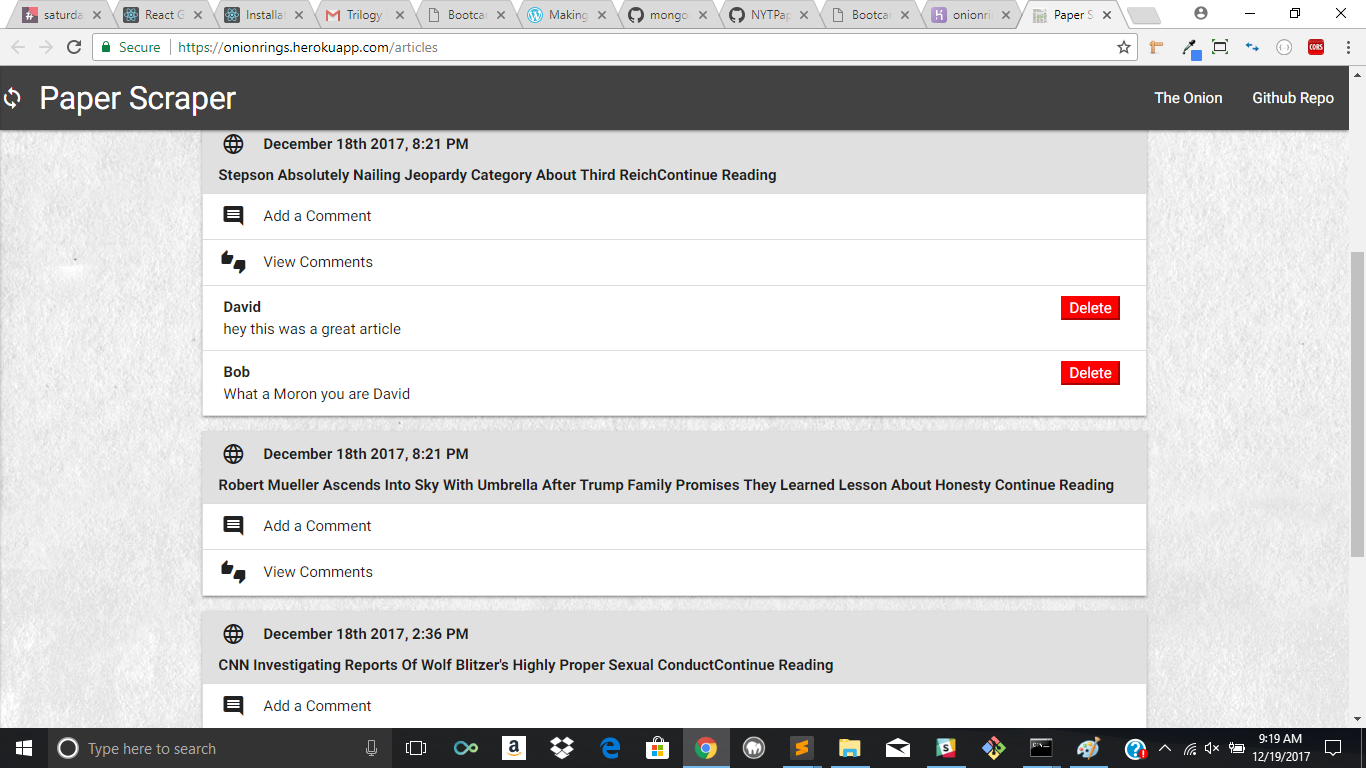 saturda
React G
Installa
Trilogy
Bootca
Making
mongo
NYTPap
Bootca
onionri
Paper S
Secure
https://onionrings.herokuapp.com/articles
CORS
Paper Scraper
The Onion
Github Repo
December 18th 2017, 8:21 PM
Stepson Absolutely Nailing Jeopardy Category About Third ReichContinue Reading
Add a Comment
View Comments
David
Delete
hey this was a great article
Bob
Delete
What a Moron you are David
December 18th 2017, 8:21 PM
Robert Mueller Ascends Into Sky With Umbrella After Trump Family Promises They Learned Lesson About Honesty Continue Reading
Add a Comment
View Comments
December 18th 2017, 2:36 PM
CNN Investigating Reports Of Wolf Blitzer's Highly Proper Sexual ConductContinue Reading
Add a Comment
Type here to search
9:19 AM
12/19/2017